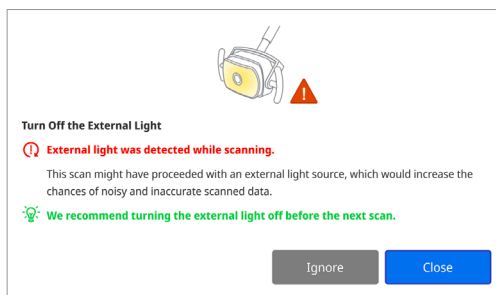 Turn Off the External Light
External light was detected while scanning.
This scan might have proceeded with an external light source, which would increase the
chances of noisy and inaccurate scanned data.
We recommend turning the external light off before the next scan.
Ignore
Close